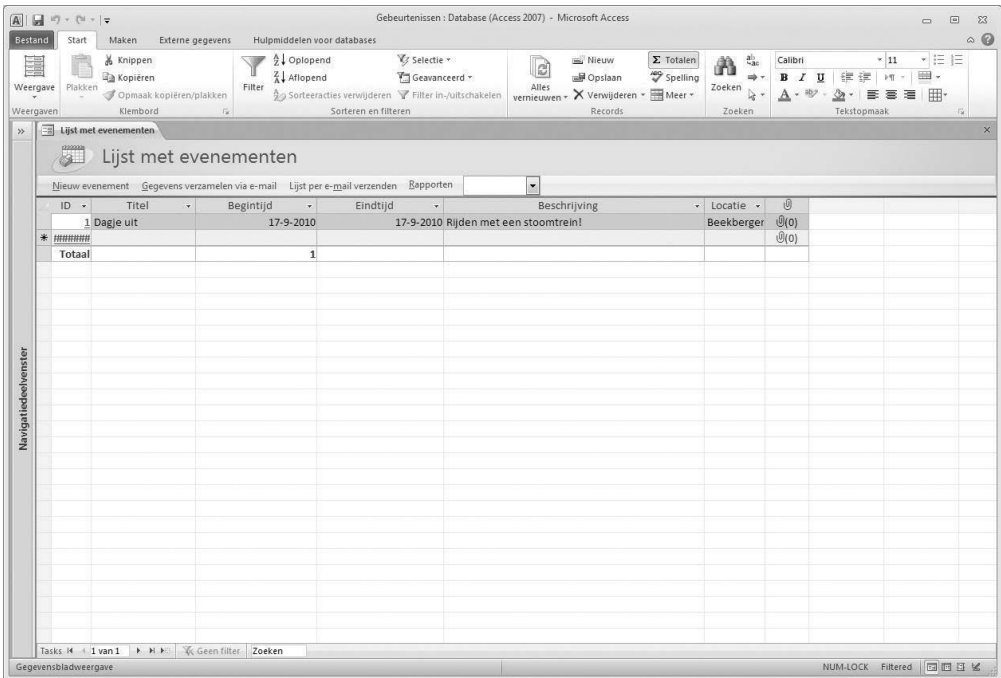 Gebeurtenissen : Database (Access 2007) - Microsoft Access
Bestand Start Maken Externe gegevens Hulpmiddelen voor databases
Weergave
Weergaven
Plakken
Knippen
Kopiëren
Opmaak kopiëren/plakken
Klembord
Filter
Oplopend
Aflopend
Sorteeracties verwijderen
Selectie
Geavanceerd
Filter in-/uitschakelen
Sorteren en filteren
Alles
vernieuwen
Nieuw
Opslaan
Verwijderen
Totalen
Spelling
Meer
Records
Zoeken
Zoeken
Calibri 11
B I U
A
Tekstopmaak
Lijst met evenementen
Lijst met evenementen
Nieuw evenement Gegevens verzamelen via e-mail Lijst per e-mail verzenden Rapporten
ID Titel Begintijd Eindtijd Beschrijving Locatie
1 Dagje uit 17-9-2010 17-9-2010 Rijden met een stoomtrein! Beekberger (0)
####### (0)
Totaal 1
Navigatiedeelvenster
Tasks 1 van 1 Geen filter Zoeken
Gegevensbladweergave NUM-LOCK Filtered